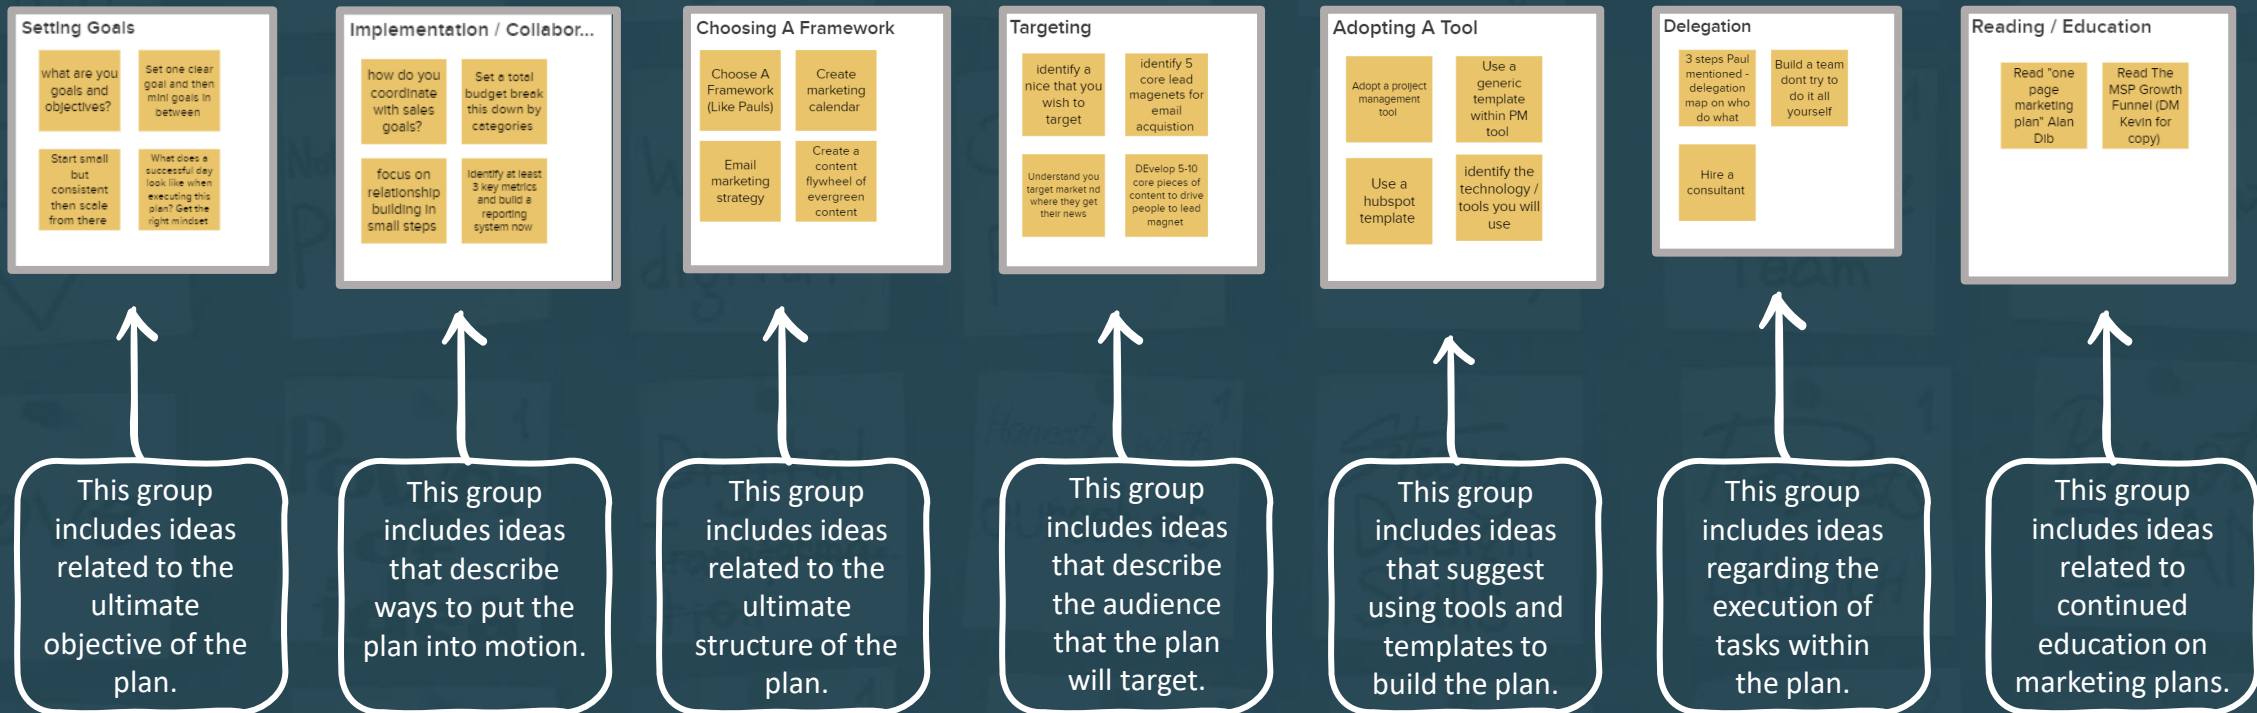 Setting Goals
what are you
goals and
objectives?
Set one clear
goal and then
mini goals in
between
Start small
but
consistent
then scale
from there
What does a
successful day
look like when
executing this
plan? Get the
right mindset
Implementation / Collabor...
how do you
coordinate
with sales
goals?
Set a total
budget break
this down by
categories
focus on
relationship
building in
small steps
Identify at least
3 key metrics
and build a
reporting
system now
Choosing A Framework
Choose A
Framework
(Like Pauls)
Create
marketing
calendar
Email
marketing
strategy
Create a
content
flywheel of
evergreen
content
Targeting
identify a
nice that you
wish to
target
identify 5
core lead
magenets for
email
acquistion
Understand you
target market nd
where they get
their news
DEvelop 5-10
core pieces of
content to drive
people to lead
magnet
Adopting A Tool
Adopt a project
management
tool
Use a
generic
template
within PM
tool
Use a
hubspot
template
identify the
technology /
tools you will
use
Delegation
3 steps Paul
mentioned -
delegation
map on who
do what
Build a team
dont try to
do it all
yourself
Hire a
consultant
Reading / Education
Read "one
page
marketing
plan" Alan
Dib
Read The
MSP Growth
Funnel (DM
Kevin for
copy)
This group
includes ideas
related to the
ultimate
objective of the
plan.
This group
includes ideas
that describe
ways to put the
plan into motion.
This group
includes ideas
related to the
ultimate
structure of the
plan.
This group
includes ideas
that describe
the audience
that the plan
will target.
This group
includes ideas
that suggest
using tools and
templates to
build the plan.
This group
includes ideas
regarding the
execution of
tasks within
the plan.
This group
includes ideas
related to
continued
education on
marketing plans.